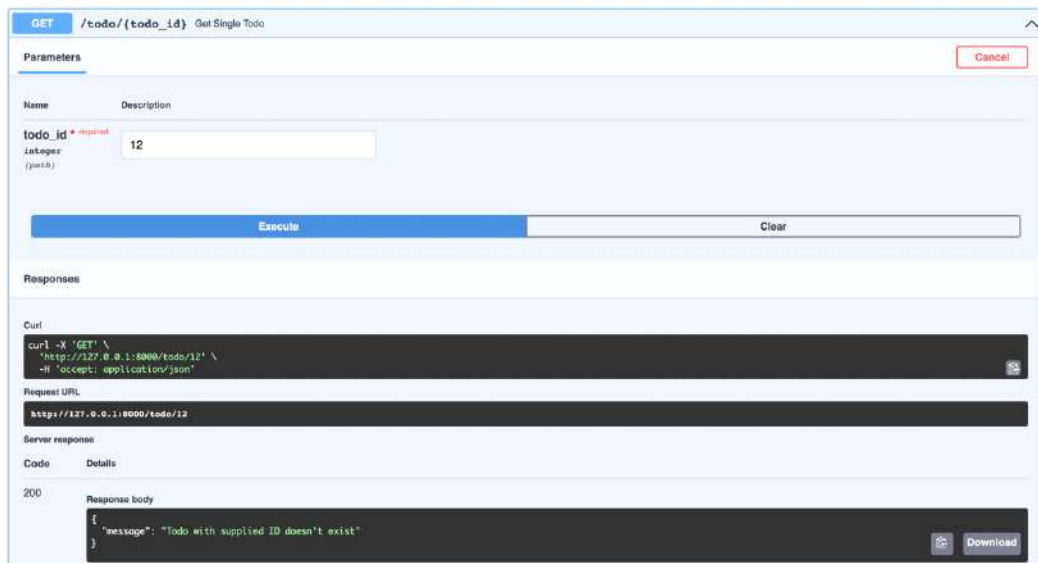 GET /todo/{todo_id} Get Single Todo
Parameters
Cancel
Name Description
todo_id * required
integer
(path)
12
Execute Clear
Responses
Curl
curl -X 'GET' \
'http://127.0.0.1:8000/todo/12' \
-H 'accept: application/json'
Request URL
http://127.0.0.1:8000/todo/12
Server response
Code Details
200
Response body
{
"message": "Todo with supplied ID doesn't exist"
}
Download